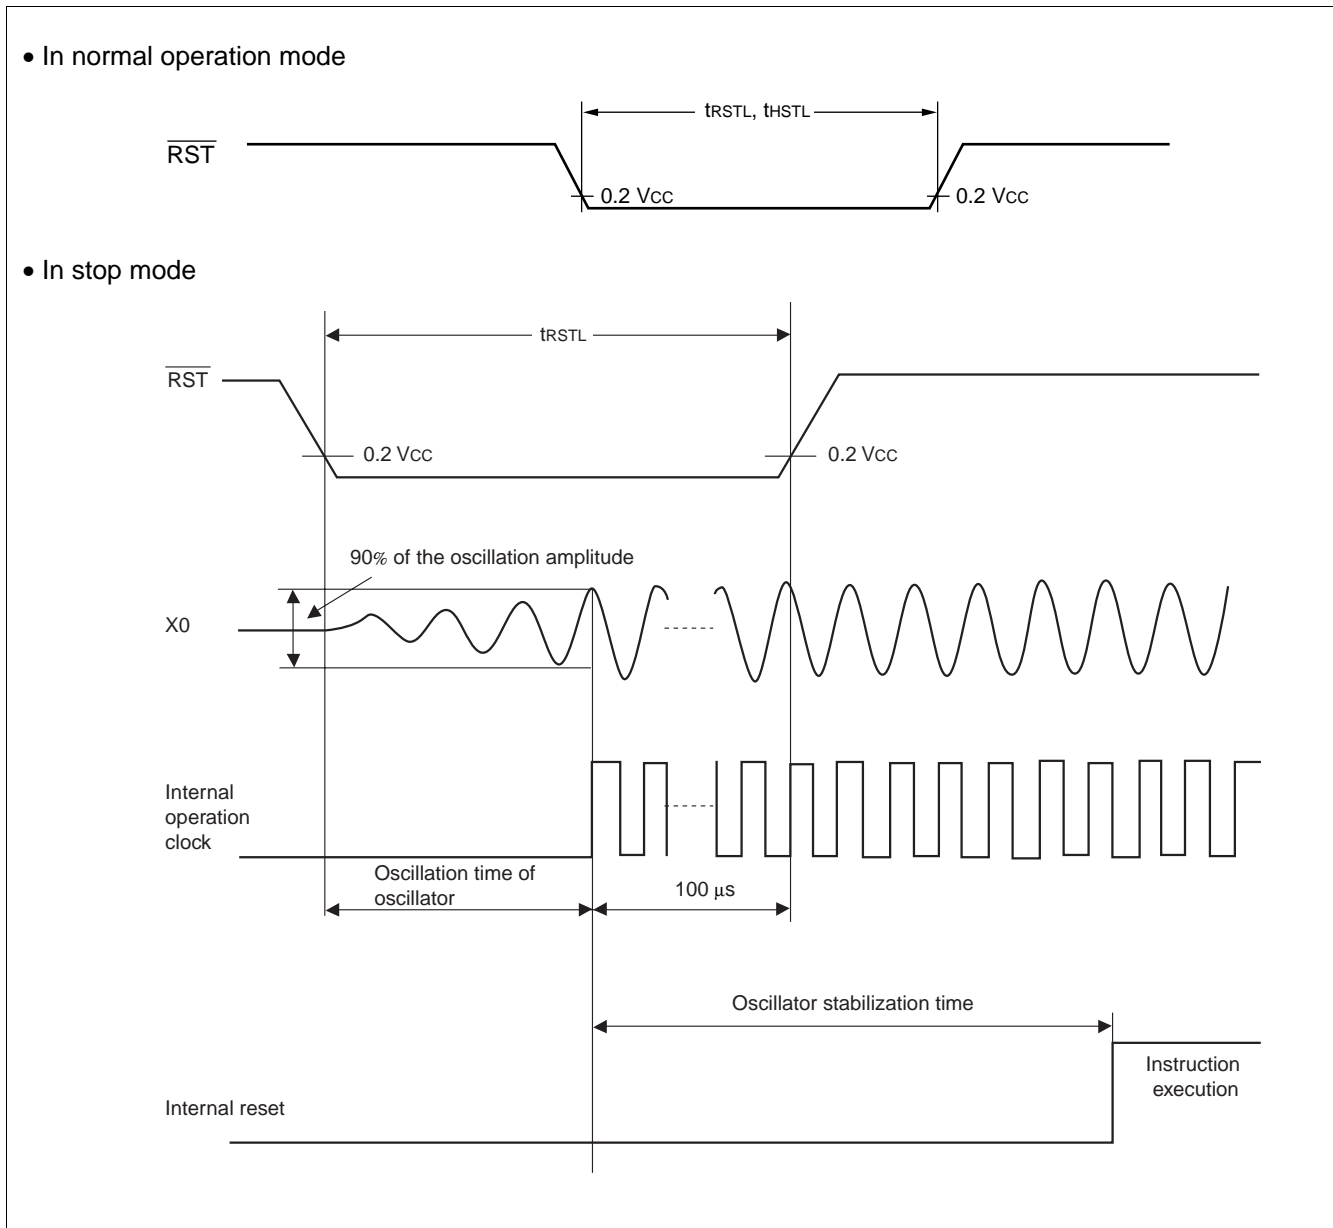 • In normal operation mode
tRSTL, tHSTL
RST
0.2 VCC
0.2 VCC
• In stop mode
tRSTL
RST
0.2 VCC
0.2 VCC
90% of the oscillation amplitude
X0
Internal
operation
clock
Oscillation time of
oscillator
100 μs
Oscillator stabilization time
Instruction
execution
Internal reset